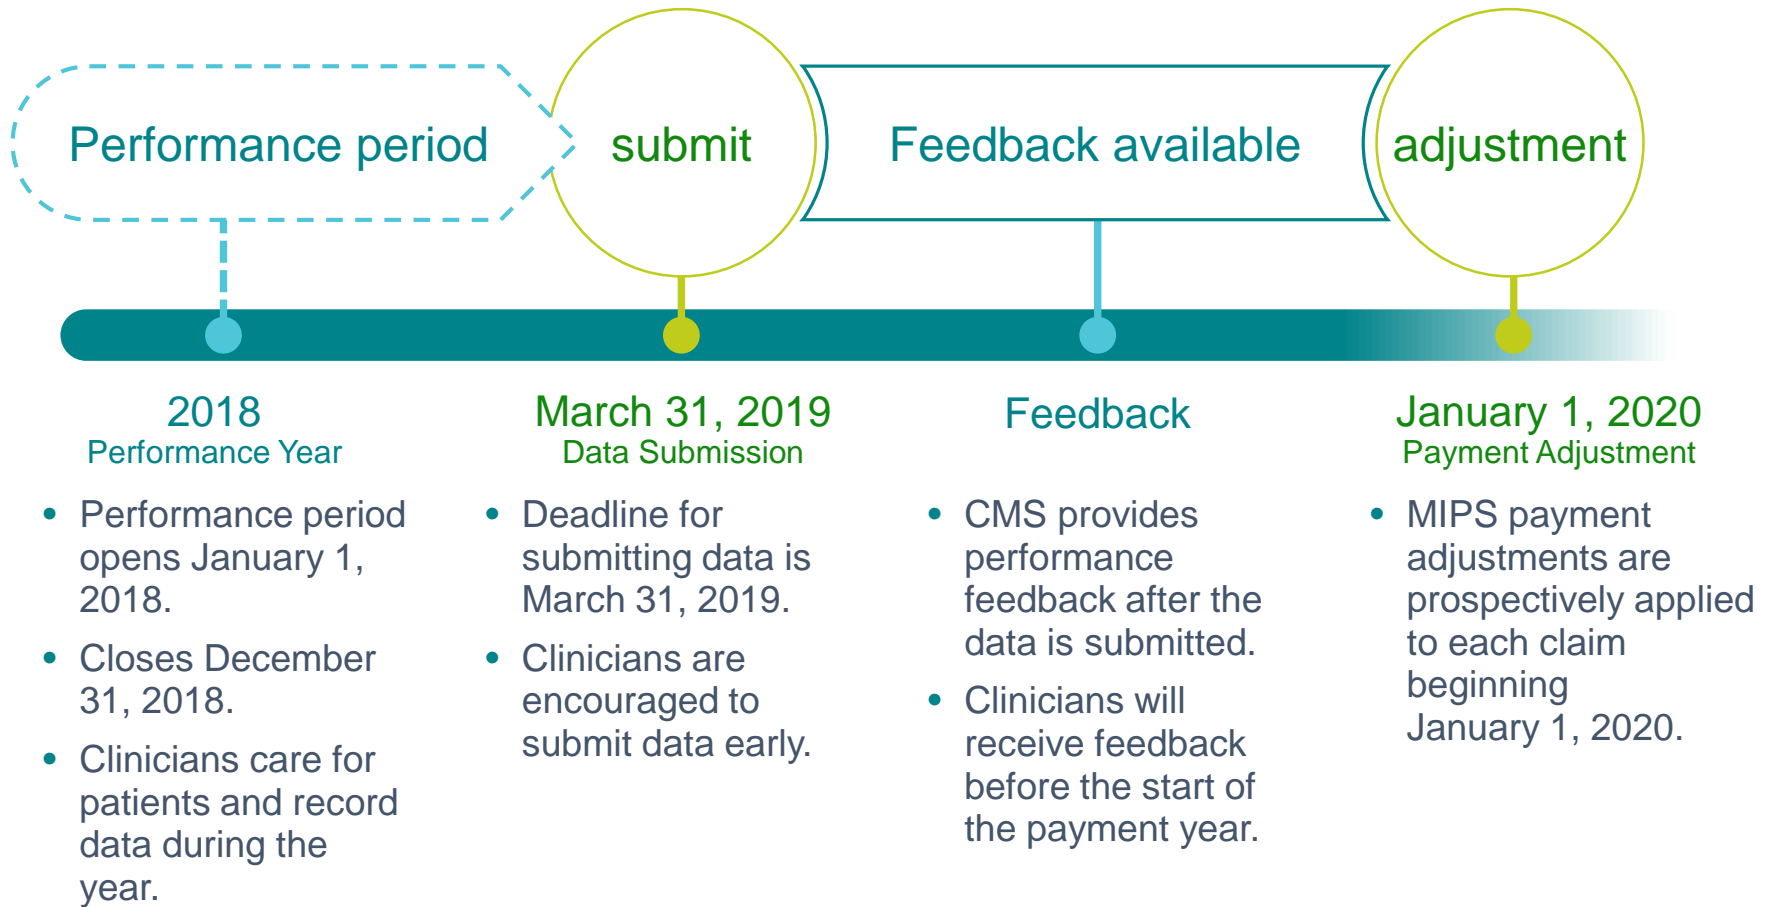 Performance period
submit
Feedback available
adjustment
2018
Performance Year
• Performance period
opens January 1,
2018.
• Closes December
31, 2018.
• Clinicians care for
patients and record
data during the
year.
March 31, 2019
Data Submission
• Deadline for
submitting data is
March 31, 2019.
• Clinicians are
encouraged to
submit data early.
Feedback
• CMS provides
performance
feedback after the
data is submitted.
• Clinicians will
receive feedback
before the start of
the payment year.
January 1, 2020
Payment Adjustment
• MIPS payment
adjustments are
prospectively applied
to each claim
beginning
January 1, 2020.